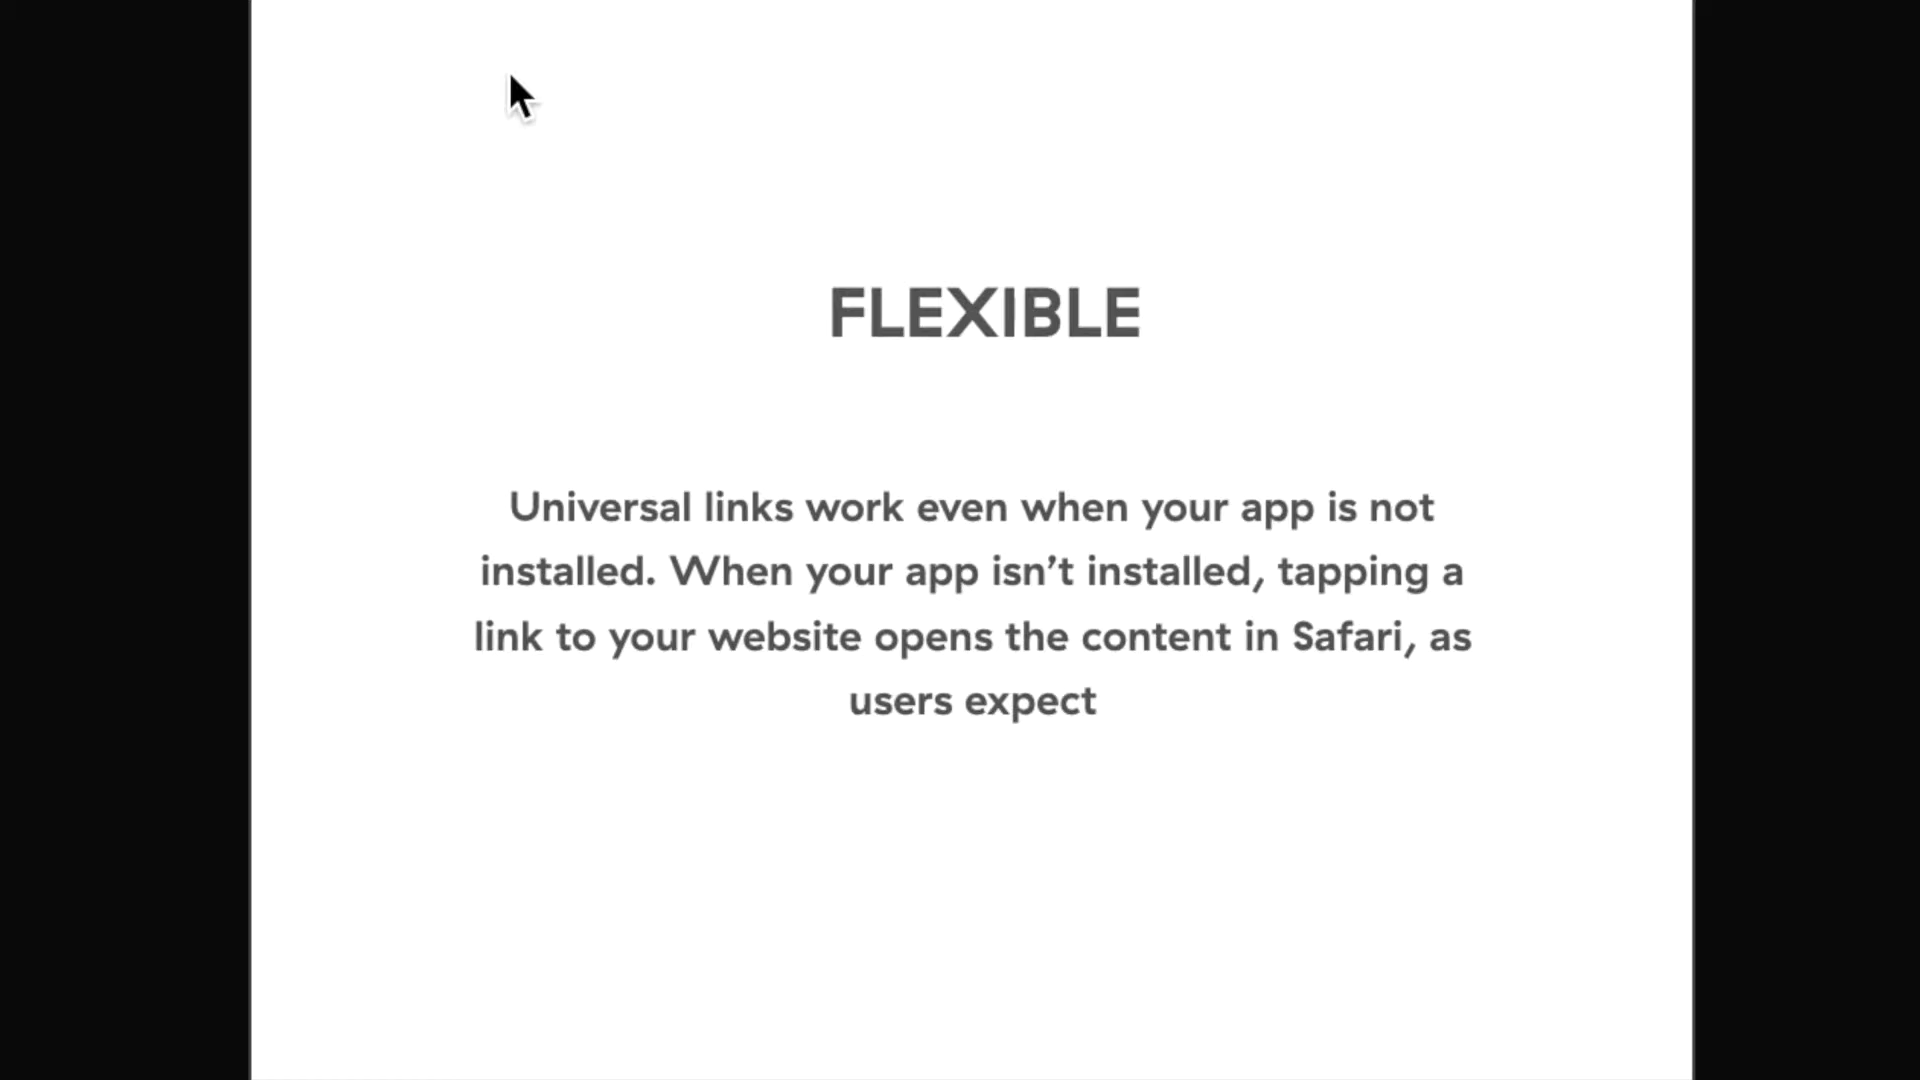 FLEXIBLE
Universal links work even when your app is not
installed. When your app isn’t installed, tapping a
link to your website opens the content in Safari, as
users expect